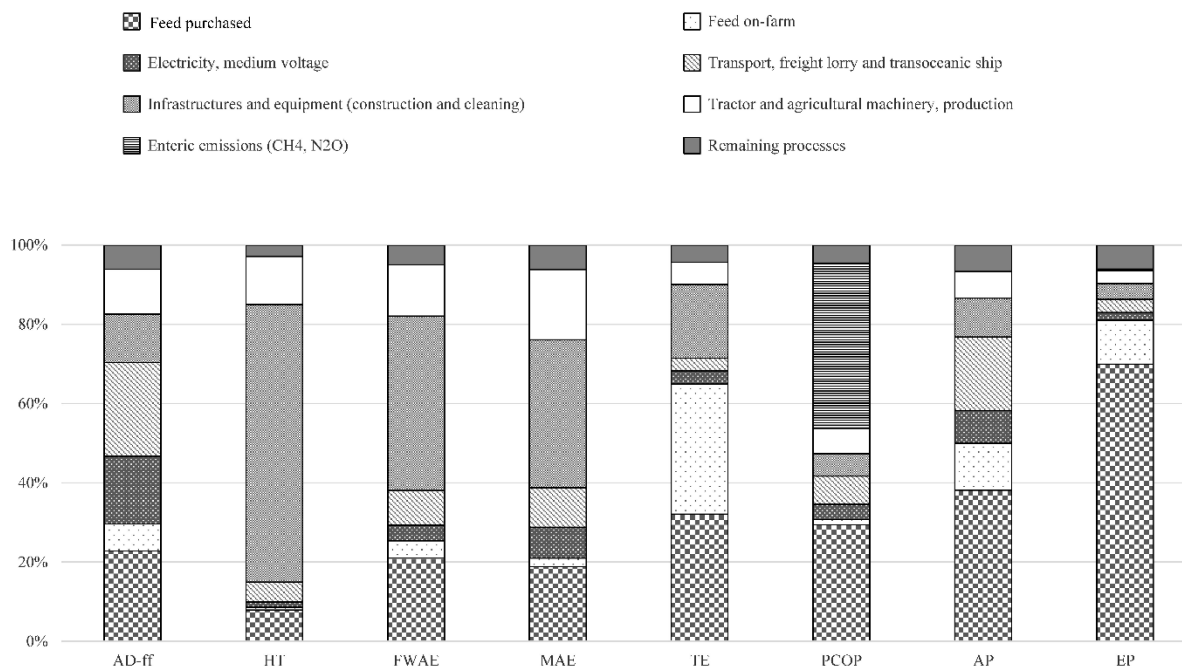 Feed purchased
Feed on-farm
Electricity, medium voltage
Transport, freight lorry and transoceanic ship
Infrastructures and equipment (construction and cleaning)
Tractor and agricultural machinery, production
Enteric emissions (CH4, N2O)
Remaining processes
100%
80%
60%
40%
20%
0%
AD-ff HT FWAE MAE TE PCOP AP EP